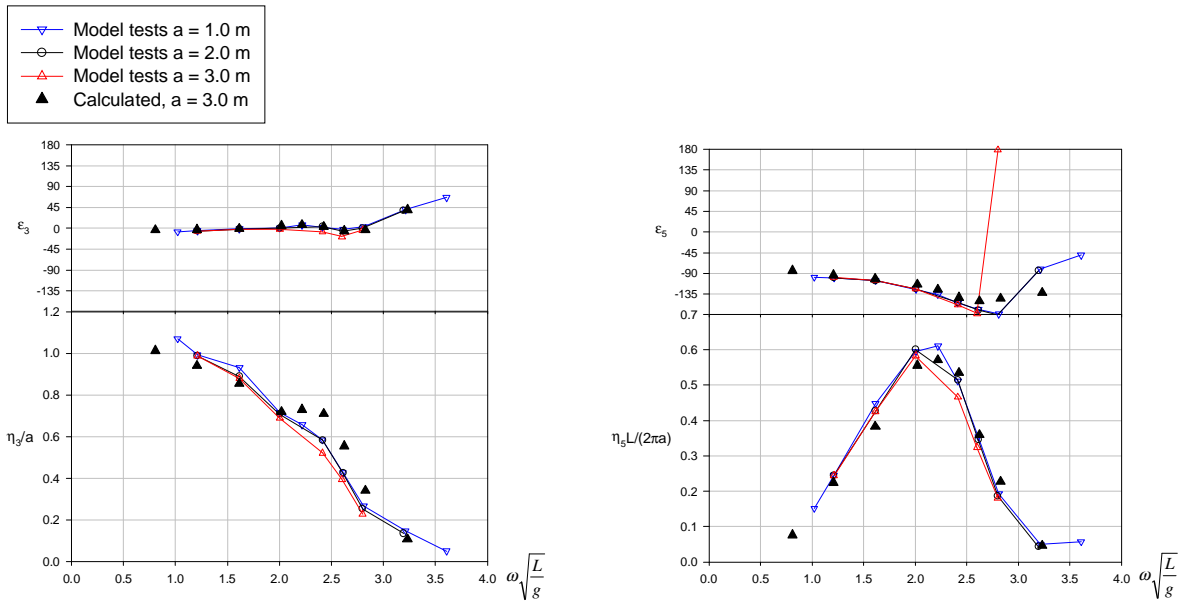 Model tests a = 1.0 m
Model tests a = 2.0 m
Model tests a = 3.0 m
Calculated, a = 3.0 m
180
135
90
45
0
-45
-90
-135
ε3
1.2
1.0
0.8
0.6
0.4
0.2
0.0
η3/a
0.0 0.5 1.0 1.5 2.0 2.5 3.0 3.5 4.0
ω√L/g
180
135
90
45
0
-45
-90
-135
ε5
0.7
0.6
0.5
0.4
0.3
0.2
0.1
0.0
η5L/(2πa)
0.0 0.5 1.0 1.5 2.0 2.5 3.0 3.5 4.0
ω√L/g